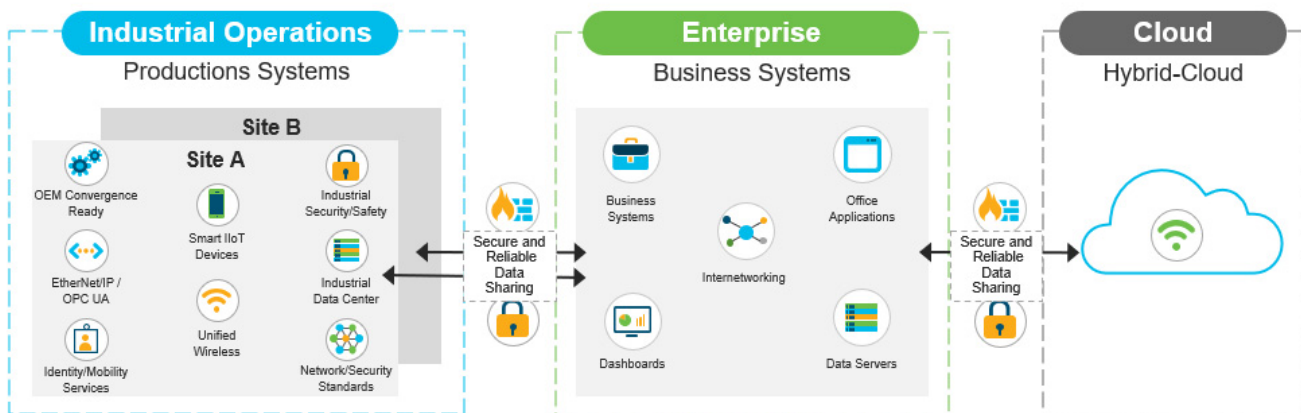 Industrial Operations
Productions Systems
Site B
Site A
OEM Convergence
Ready
Smart IIoT
Devices
Industrial
Security/Safety
EtherNet/IP /
OPC UA
Industrial
Data Center
Unified
Wireless
Identity/Mobility
Services
Network/Security
Standards
Secure and
Reliable
Data
Sharing
Enterprise
Business Systems
Business
Systems
Office
Applications
Internetworking
Dashboards
Data Servers
Secure and
Reliable
Data
Sharing
Cloud
Hybrid-Cloud